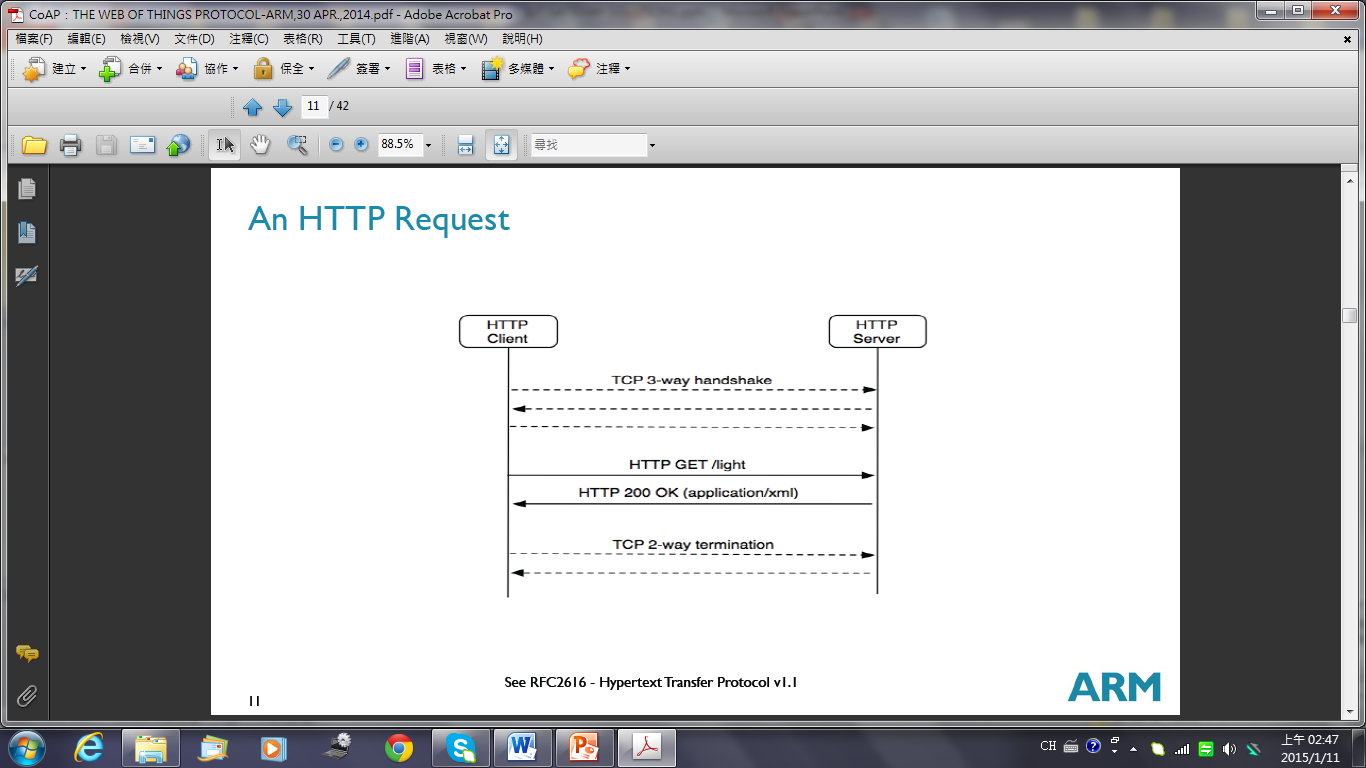 CoAP：THE WEB OF THINGS PROTOCOL-ARM,30 APR.,2014.pdf - Adobe Acrobat Pro
檔案(F) 編輯(E) 檢視(V) 文件(D) 注釋(C) 表格(R) 工具(T) 進階(A) 視窗(W) 說明(H)
建立 合併 協作 保全 簽署 表格 多媒體 注釋
11 / 42
88.5% 尋找
An HTTP Request
HTTP Client
HTTP Server
TCP 3-way handshake
HTTP GET /light
HTTP 200 OK (application/xml)
TCP 2-way termination
See RFC2616 - Hypertext Transfer Protocol v1.1
ARM
11
CH
上午 02:47
2015/1/11